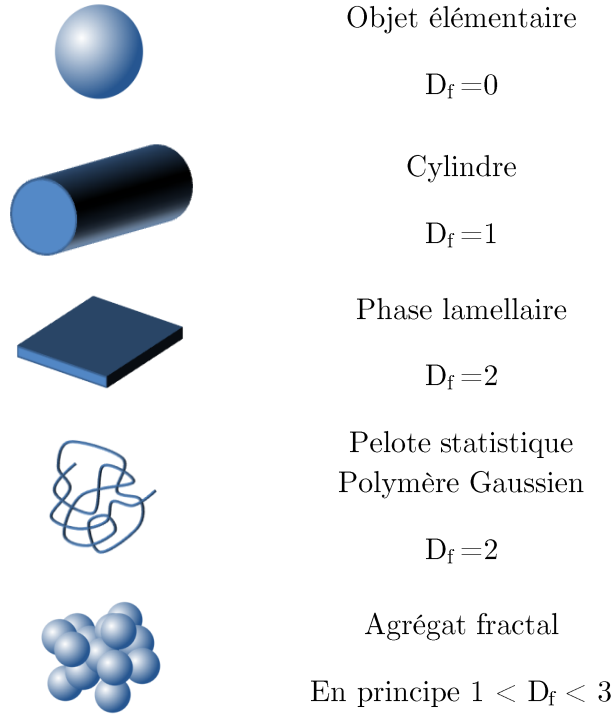 Objet élémentaire
D_f =0
Cylindre
D_f =1
Phase lamellaire
D_f =2
Pelote statistique
Polymère Gaussien
D_f =2
Agrégat fractal
En principe 1 < D_f < 3